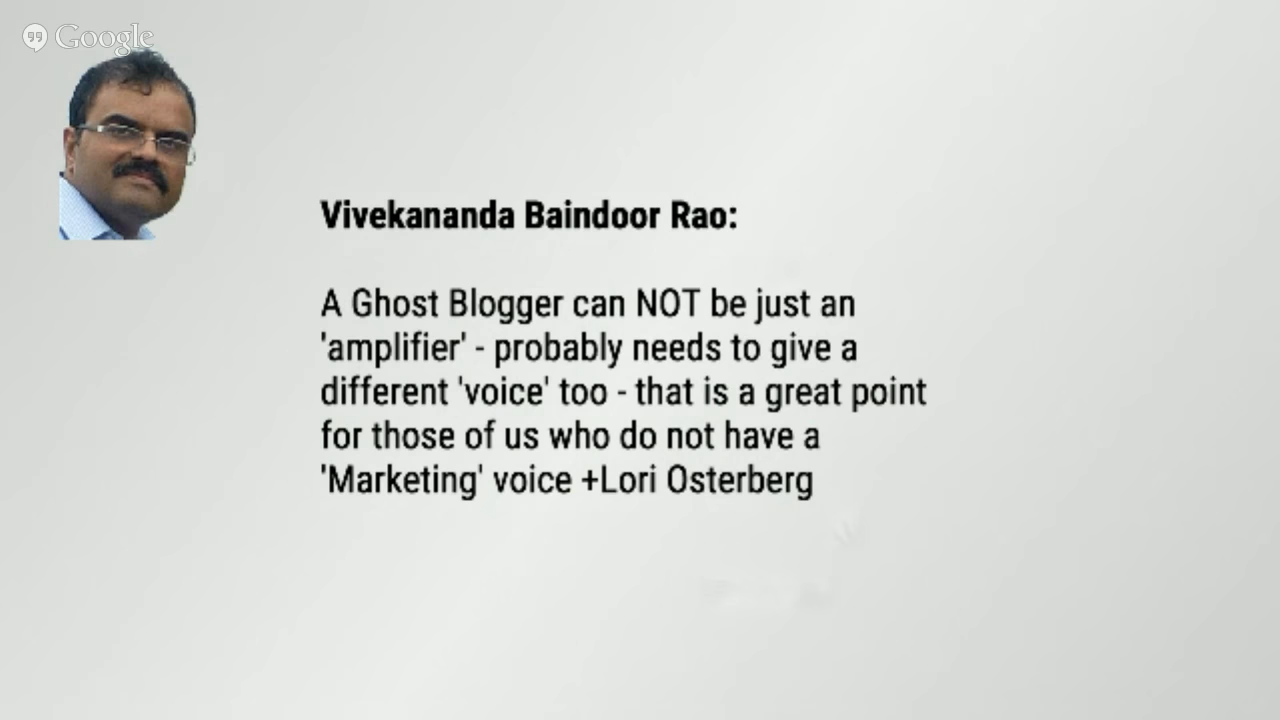 Google
Vivekananda Baindoor Rao:
A Ghost Blogger can NOT be just an
'amplifier' - probably needs to give a
different 'voice' too - that is a great point
for those of us who do not have a
'Marketing' voice +Lori Osterberg